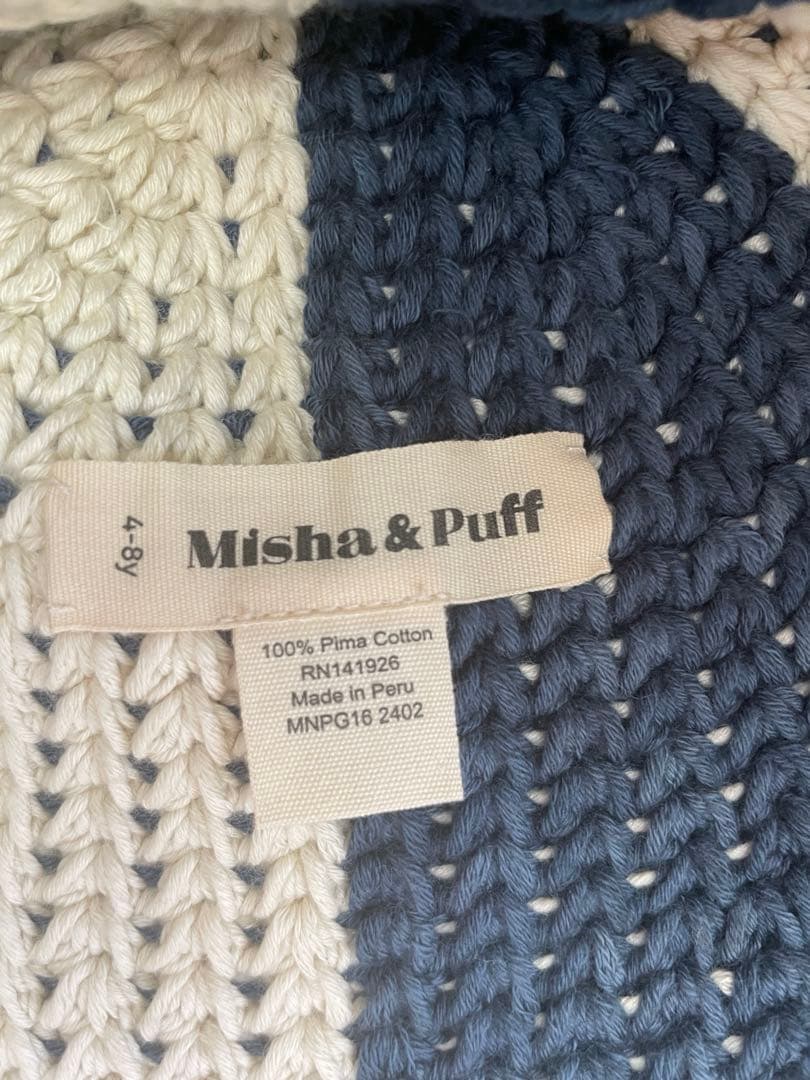 4-8y
Misha & Puff
100% Pima Cotton
RN141926
Made in Peru
MNPG16 2402